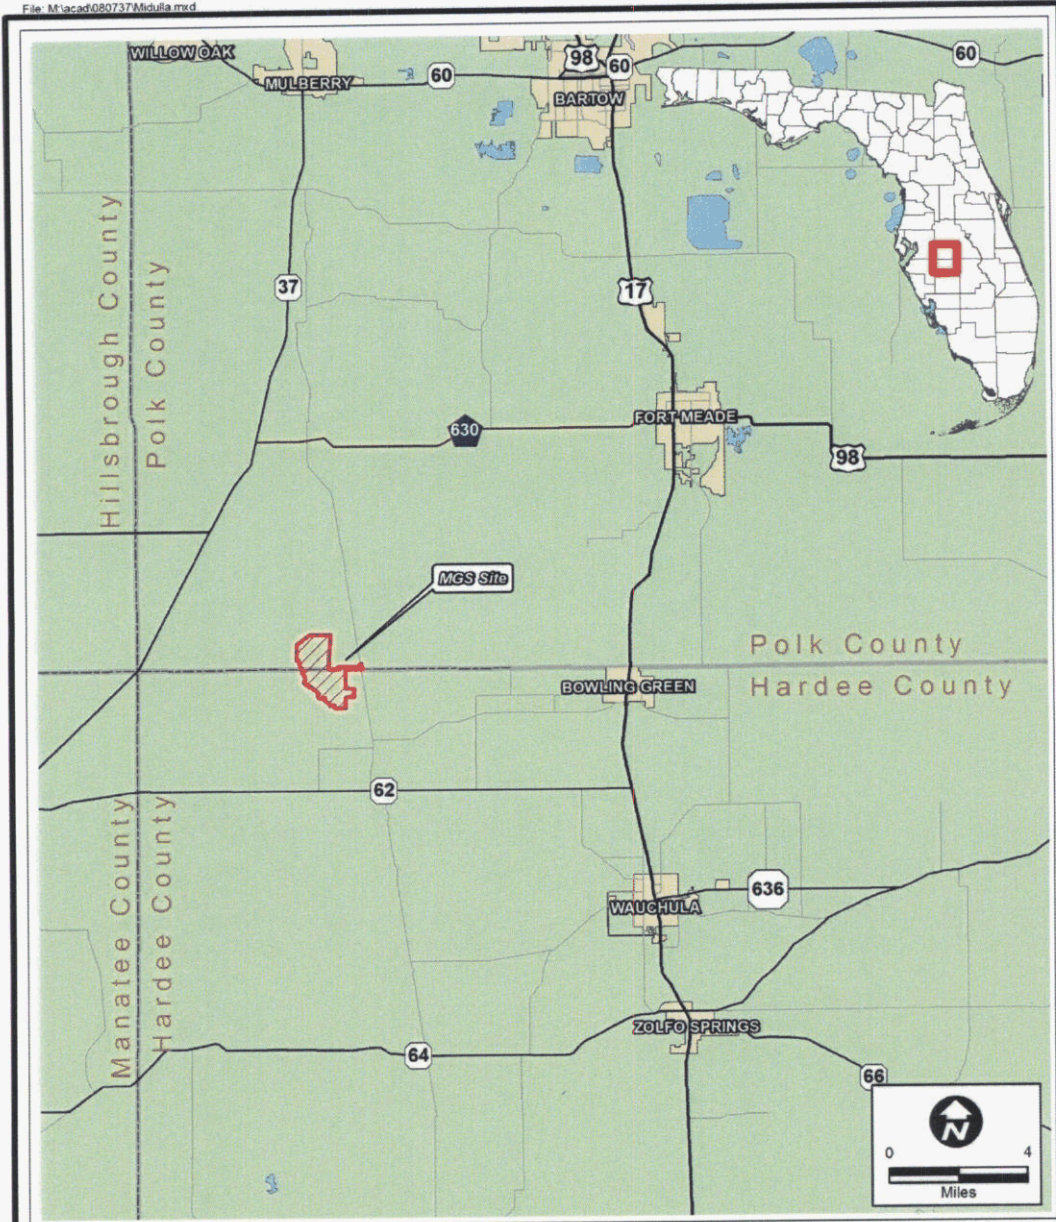 File: M:\acad\080737\Midulla.mxd
WILLOW OAK
MULBERRY
60
98
60
60
BARTOW
Hillsbrough County
Polk County
37
17
630
FORT MEADE
98
MGS Site
Polk County
Hardee County
BOWLING GREEN
62
Manatee County
Hardee County
636
WAUCHULA
ZOLFO SPRINGS
64
66
N
0 4
Miles